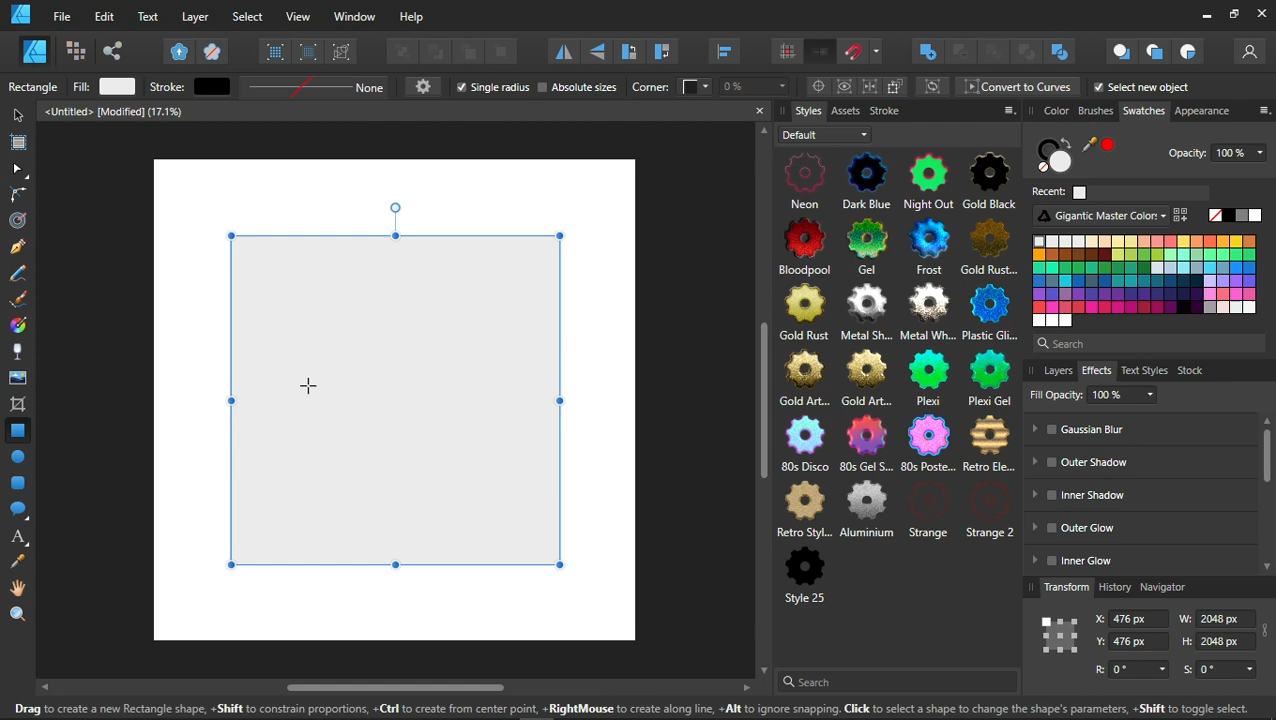 File Edit Text Layer Select View Window Help
Rectangle Fill: Stroke: None Single radius Absolute sizes Corner: 0 % Convert to Curves Select new object
<Untitled> [Modified] (17.1%)
Styles Assets Stroke
Default
Neon Dark Blue Night Out Gold Black
Bloodpool Gel Frost Gold Rust...
Gold Rust Metal Sh... Metal Wh... Plastic Gli...
Gold Art... Gold Art... Plexi Plexi Gel
80s Disco 80s Gel S... 80s Poste... Retro Ele...
Retro Styl... Aluminium Strange Strange 2
Style 25
Search
Color Brushes Swatches Appearance
Opacity: 100 %
Recent:
Gigantic Master Colors
Search
Layers Effects Text Styles Stock
Fill Opacity: 100 %
Gaussian Blur
Outer Shadow
Inner Shadow
Outer Glow
Inner Glow
Transform History Navigator
X: 476 px W: 2048 px
Y: 476 px H: 2048 px
R: 0 ° S: 0 °
Drag to create a new Rectangle shape, +Shift to constrain proportions, +Ctrl to create from center point, +RightMouse to create along line, +Alt to ignore snapping. Click to select a shape to change the shape's parameters, +Shift to toggle select.